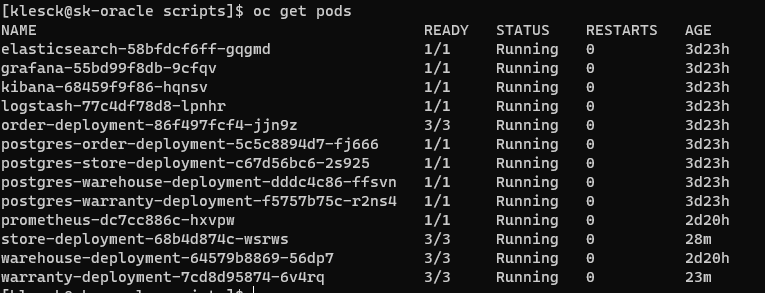 [klesck@sk-oracle scripts]$ oc get pods
NAME READY STATUS RESTARTS AGE
elasticsearch-58bfdcf6ff-gqgmd 1/1 Running 0 3d23h
grafana-55bd99f8db-9cfqv 1/1 Running 0 3d23h
kibana-68459f9f86-hqnsv 1/1 Running 0 3d23h
logstash-77c4df78d8-lpnhr 1/1 Running 0 3d23h
order-deployment-86f497fcf4-jjn9z 3/3 Running 0 3d23h
postgres-order-deployment-5c5c8894d7-fj666 1/1 Running 0 3d23h
postgres-store-deployment-c67d56bc6-2s925 1/1 Running 0 3d23h
postgres-warehouse-deployment-dddc4c86-ffsvn 1/1 Running 0 3d23h
postgres-warranty-deployment-f5757b75c-r2ns4 1/1 Running 0 3d23h
prometheus-dc7cc886c-hxvpw 1/1 Running 0 2d20h
store-deployment-68b4d874c-wsrws 3/3 Running 0 28m
warehouse-deployment-64579b8869-56dp7 3/3 Running 0 2d20h
warranty-deployment-7cd8d95874-6v4rq 3/3 Running 0 23m